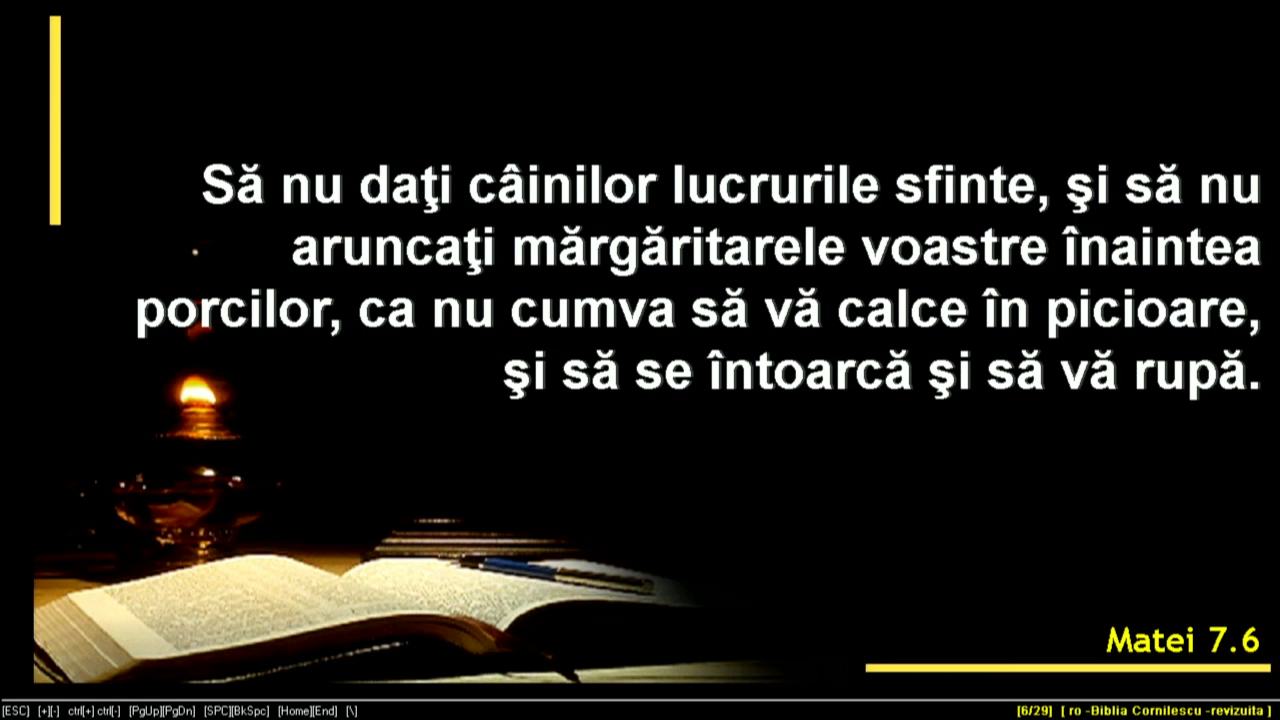 Să nu daţi câinilor lucrurile sfinte, şi să nu
aruncaţi mărgăritarele voastre înaintea
porcilor, ca nu cumva să vă calce în picioare,
şi să se întoarcă şi să vă rupă.
Matei 7.6
[ESC] [+][-] ctrl[+] ctrl[-] [PgUp][PgDn] [SPC][BkSpc] [Home][End] [\] [6/29] [ ro -Biblia Cornilescu -revizuita ]